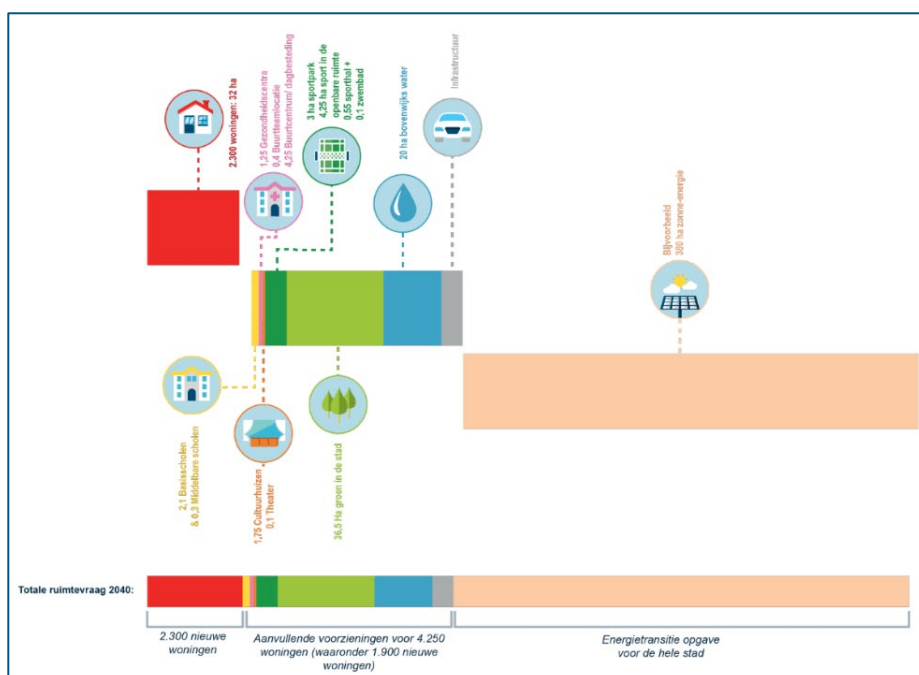 2.300 woningen: 32 ha
1,25 Gezondheidscentra
0,4 Buurtteamlocatie
4,25 Buurtcentrum/ dagbesteding
3 ha sportpark
4,25 ha sport in de
openbare ruimte
0,55 sporthal +
0,1 zwembad
20 ha bovenwijks water
Infrastructuur
Bijvoorbeeld
380 ha zonne-energie
2,1 Basisscholen
& 0,3 Middelbare scholen
1,75 Cultuurhuizen
0,1 Theater
36,5 Ha groen in de stad
Totale ruimtevraag 2040:
2.300 nieuwe
woningen
Aanvullende voorzieningen voor 4.250
woningen (waaronder 1.900 nieuwe
woningen)
Energietransitie opgave
voor de hele stad